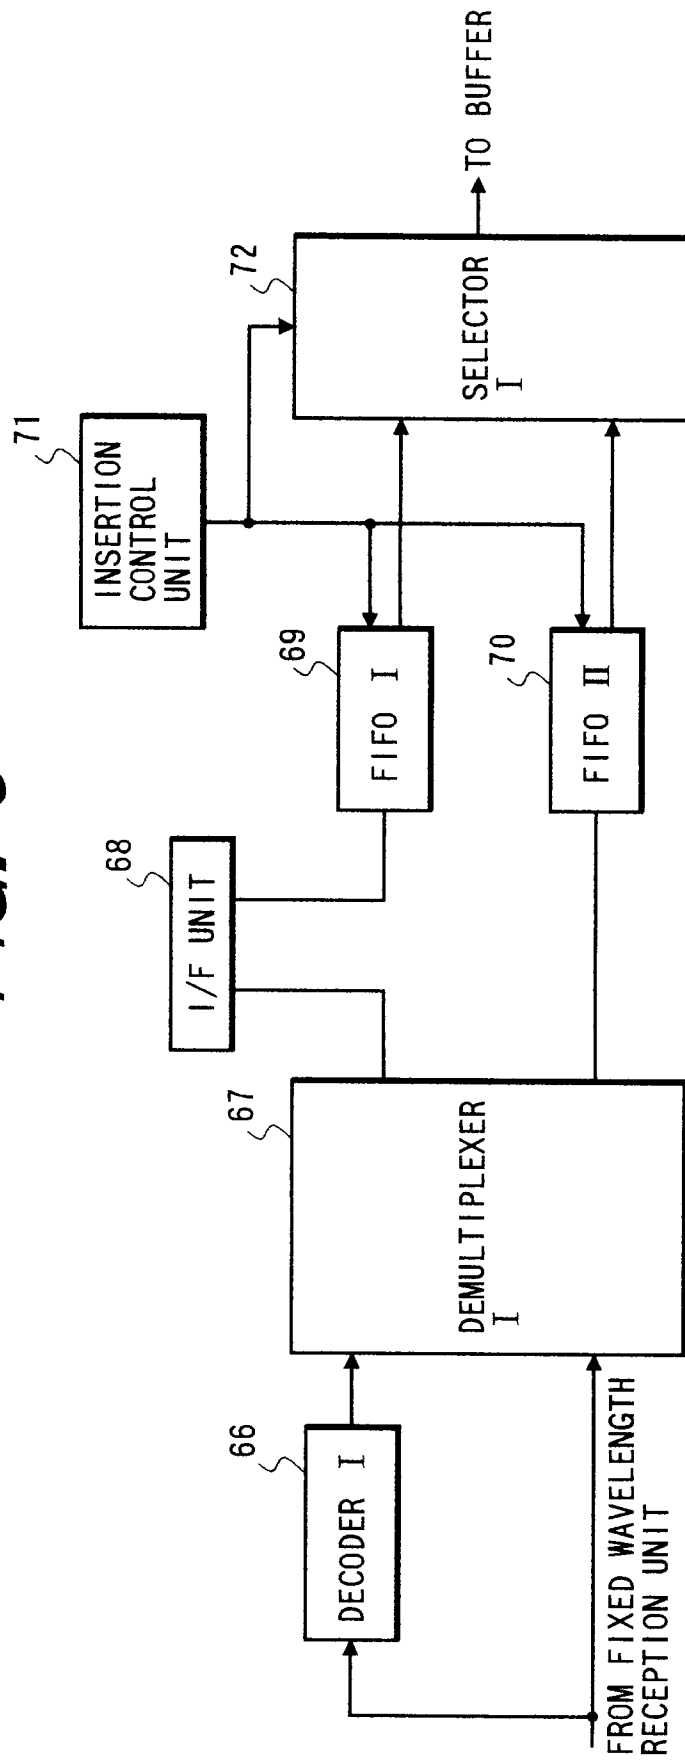 71
INSERTION
CONTROL
UNIT
72
SELECTOR
I
TO BUFFER
68
I/F UNIT
69
FIFO I
70
FIFO II
67
DEMULTIPLEXER
I
66
DECODER I
FROM FIXED WAVELENGTH
RECEPTION UNIT